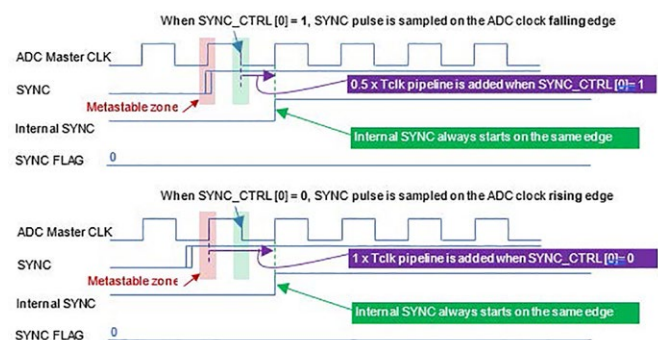 When SYNC_CTRL[0] = 1, SYNC pulse is sampled on the ADC clock falling edge
ADC Master CLK
SYNC
0.5 x Tclk pipeline is added when SYNC_CTRL[0]= 1
Metastable zone
Internal SYNC
Internal SYNC always starts on the same edge
SYNC FLAG 0
When SYNC_CTRL[0] = 0, SYNC pulse is sampled on the ADC clock rising edge
ADC Master CLK
SYNC
1 x Tclk pipeline is added when SYNC_CTRL[0]= 0
Metastable zone
Internal SYNC
Internal SYNC always starts on the same edge
SYNC FLAG 0